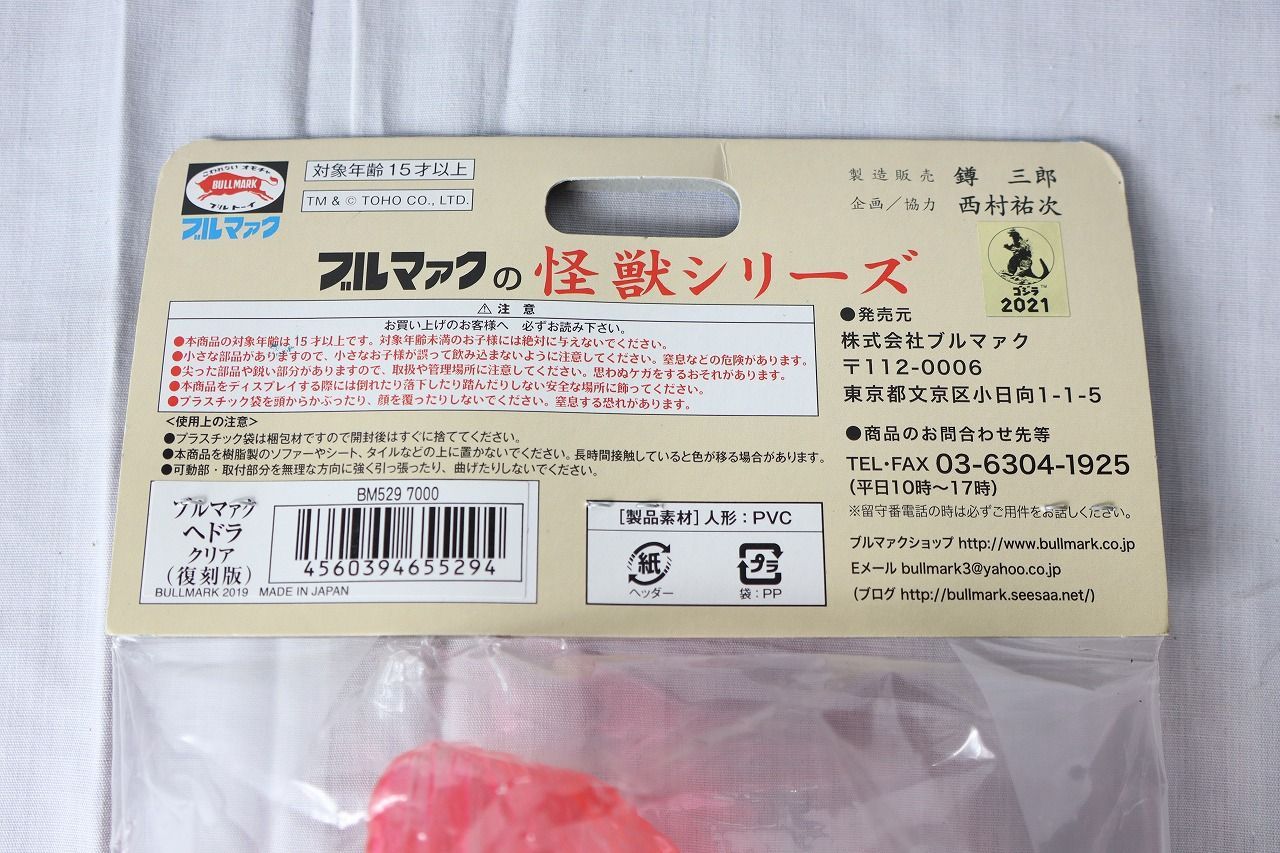 こわれない オモチャ
BULLMARK
ブルトーイ
ブルマァク
対象年齢15才以上
TM & © TOHO CO., LTD.
製造販売 鐏 三郎
企画／協力 西村祐次
ブルマァクの怪獣シリーズ
ゴジラ™
2021
⚠注 意
お買い上げのお客様へ 必ずお読み下さい。
●本商品の対象年齢は15才以上です。対象年齢未満のお子様には絶対に与えないでください。
●小さな部品がありますので、小さなお子様が誤って飲み込まないように注意してください。窒息などの危険があります。
●尖った部品や鋭い部分がありますので、取扱や管理場所に注意してください。思わぬケガをするおそれがあります。
●本商品をディスプレイする際には倒れたり落下したり踏んだりしない安全な場所に飾ってください。
●プラスチック袋を頭からかぶったり、顔を覆ったりしないでください。窒息する恐れがあります。
<使用上の注意>
●プラスチック袋は梱包材ですので開封後はすぐに捨ててください。
●本商品を樹脂製のソファーやシート、タイルなどの上に置かないでください。長時間接触していると色が移る場合があります。
●可動部・取付部分を無理な方向に強く引っ張ったり、曲げたりしないでください。
●発売元
株式会社ブルマァク
〒112-0006
東京都文京区小日向1-1-5
●商品のお問合わせ先等
TEL・FAX 03-6304-1925
(平日10時〜17時)
※留守番電話の時は必ずご用件をお話しください。
ブルマァクショップ http://www.bullmark.co.jp
Eメール bullmark3@yahoo.co.jp
(ブログ http://bullmark.seesaa.net/)
ブルマァク
ヘドラ
クリア
(復刻版)
BM529 7000
4560394655294
BULLMARK 2019 MADE IN JAPAN
[製品素材] 人形：PVC
紙
ヘッダー
プラ
袋：PP